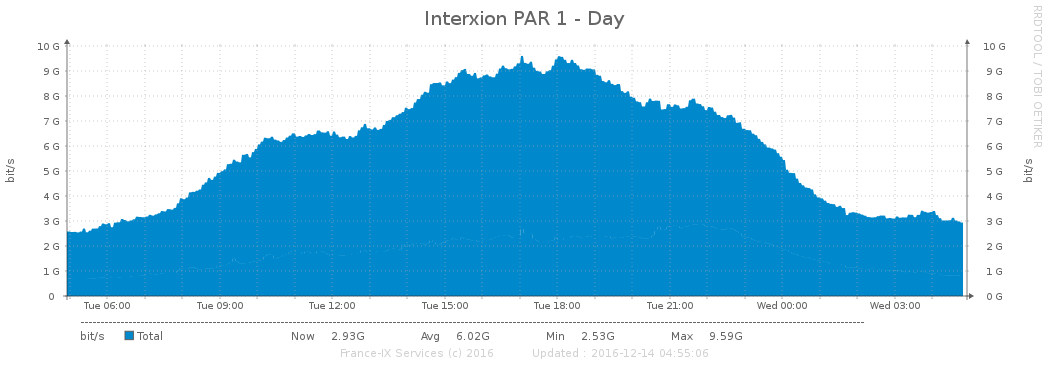 Interxion PAR 1 - Day
RRDTOOL / TOBI OETIKER
bit/s
10 G
9 G
8 G
7 G
6 G
5 G
4 G
3 G
2 G
1 G
0
10 G
9 G
8 G
7 G
6 G
5 G
4 G
3 G
2 G
1 G
0 G
bit/s
Tue 06:00 Tue 09:00 Tue 12:00 Tue 15:00 Tue 18:00 Tue 21:00 Wed 00:00 Wed 03:00
bit/s Total Now 2.93G Avg 6.02G Min 2.53G Max 9.59G
France-IX Services (c) 2016 Updated : 2016-12-14 04:55:06